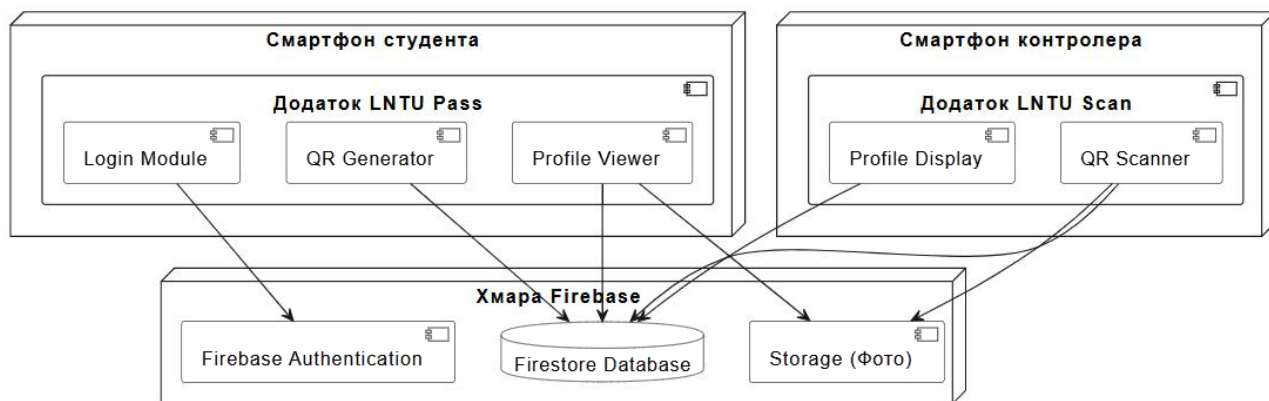 Смартфон студента
Додаток LNTU Pass
Login Module
QR Generator
Profile Viewer
Смартфон контролера
Додаток LNTU Scan
Profile Display
QR Scanner
Хмара Firebase
Firebase Authentication
Firestore Database
Storage (Фото)